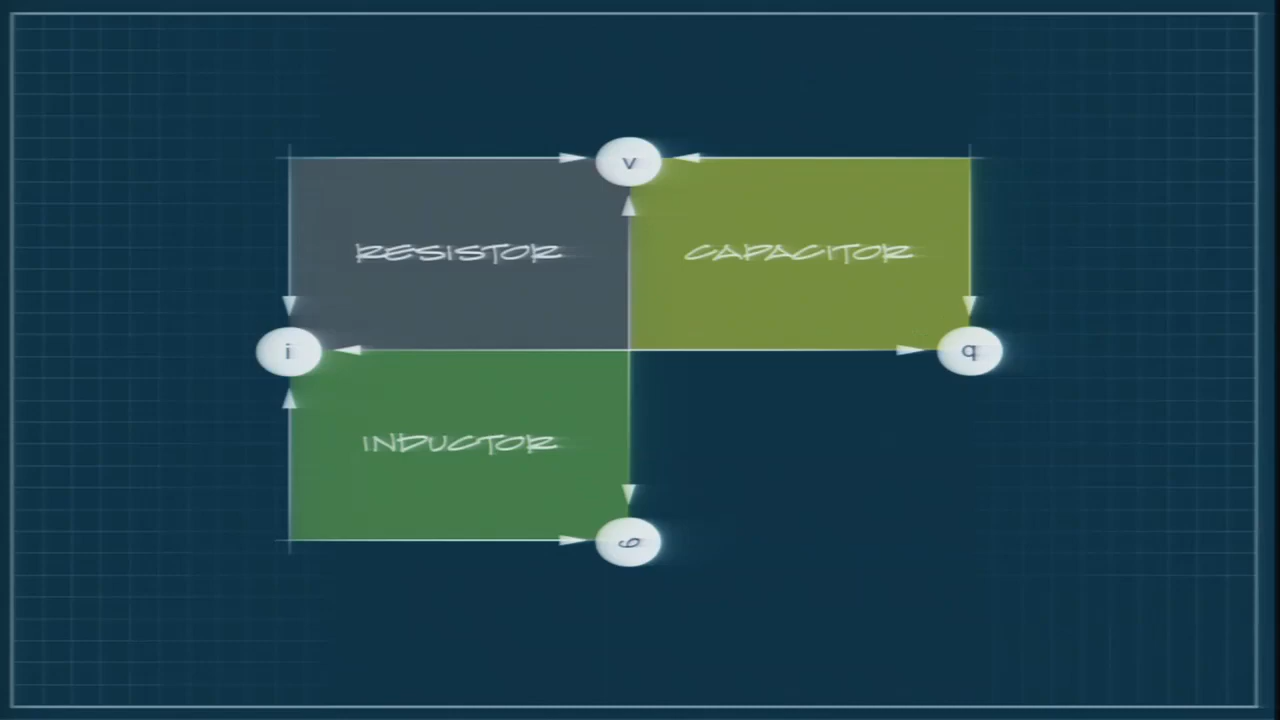 v
RESISTOR CAPACITOR
i q
INDUCTOR
φ